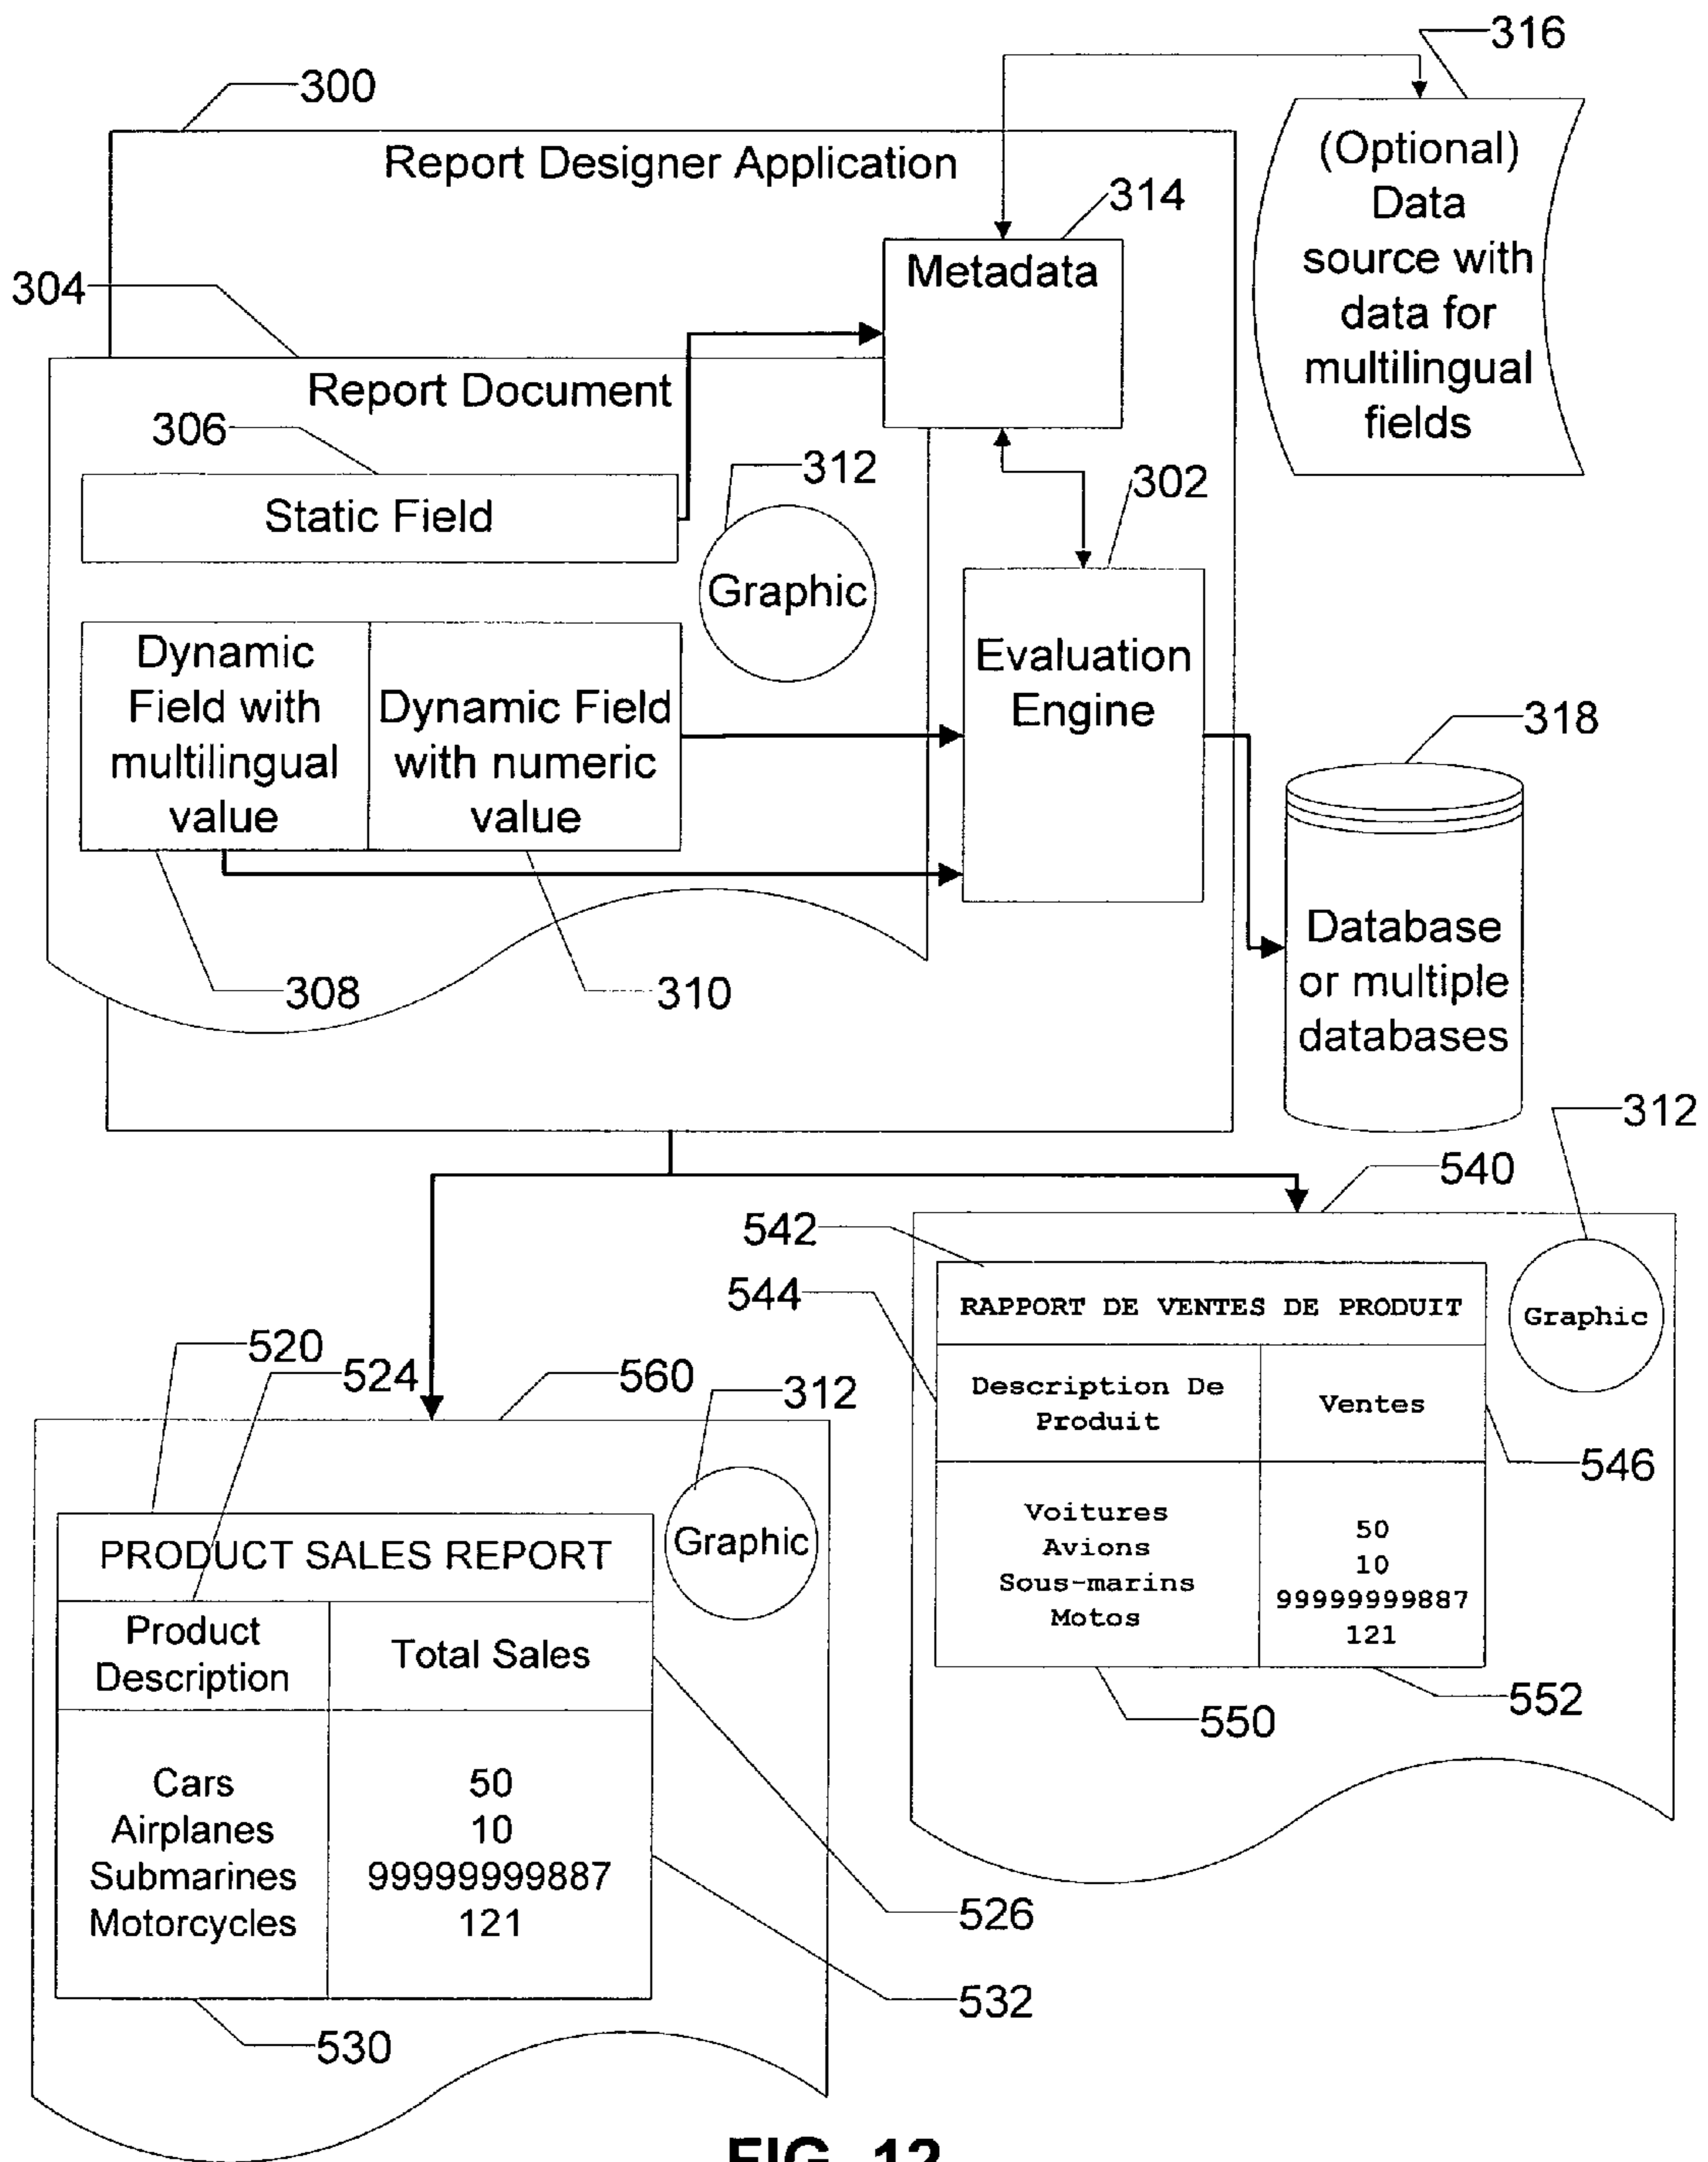 316
300
Report Designer Application
(Optional)
Data
source with
data for
multilingual
fields
314
Metadata
304
Report Document
306
Static Field
312
Graphic
302
Evaluation
Engine
Dynamic
Field with
multilingual
value
Dynamic Field
with numeric
value
318
Database
or multiple
databases
308
310
312
540
542
544
RAPPORT DE VENTES DE PRODUIT
Graphic
Description De
Produit
Ventes
546
Voitures
Avions
Sous-marins
Motos
50
10
99999999887
121
550
552
520
524
560
312
Graphic
PRODUCT SALES REPORT
Product
Description
Total Sales
Cars
Airplanes
Submarines
Motorcycles
50
10
99999999887
121
526
532
530
FIG. 12